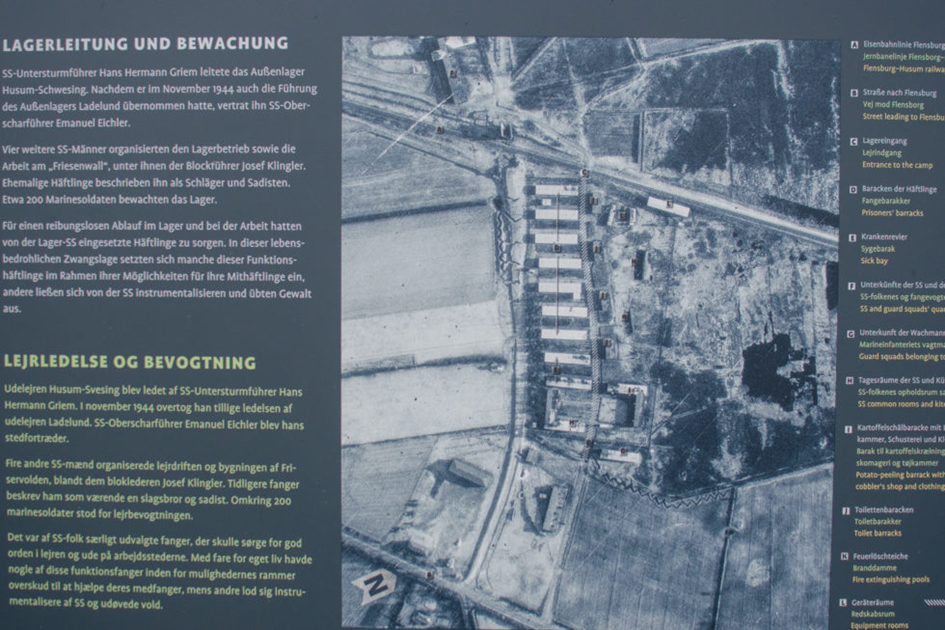 LAGERLEITUNG UND BEWACHUNG
SS-Untersturmführer Hans Hermann Griem leitete das Außenlager
Husum-Schwesing. Nachdem er im November 1944 auch die Führung
des Außenlagers Ladelund übernommen hatte, vertrat ihn SS-Ober-
scharführer Emanuel Eichler.
Vier weitere SS-Männer organisierten den Lagerbetrieb sowie die
Arbeit am „Friesenwall“, unter ihnen der Blockführer Josef Klingler.
Ehemalige Häftlinge beschrieben ihn als Schläger und Sadisten.
Etwa 200 Marinesoldaten bewachten das Lager.
Für einen reibungslosen Ablauf im Lager und bei der Arbeit hatten
von der Lager-SS eingesetzte Häftlinge zu sorgen. In dieser lebens-
bedrohlichen Zwangslage setzten sich manche dieser Funktions-
häftlinge im Rahmen ihrer Möglichkeiten für ihre Mithäftlinge ein,
andere ließen sich von der SS instrumentalisieren und übten Gewalt
aus.
LEJRLEDELSE OG BEVOGTNING
Udelejren Husum-Svesing blev ledet af SS-Untersturmführer Hans
Hermann Griem. I november 1944 overtog han tillige ledelsen af
udelejren Ladelund. SS-Oberscharführer Emanuel Eichler blev hans
stedfortræder.
Fire andre SS-mænd organiserede lejrdriften og bygningen af Fri-
servolden, blandt dem bloklederen Josef Klingler. Tidligere fanger
beskrev ham som værende en slagsbror og sadist. Omkring 200
marinesoldater stod for lejrbevogtningen.
Det var af SS-folk særligt udvalgte fanger, der skulle sørge for god
orden i lejren og ude på arbejdsstederne. Med fare for eget liv havde
nogle af disse funktionsfanger inden for mulighedernes rammer
overskud til at hjælpe deres medfanger, mens andre lod sig instru-
mentalisere af SS og udøvede vold.
N
A Eisenbahnlinie Flensburg
Jernbanelinje Flensborg–
Flensburg–Husum railwa
B Straße nach Flensburg
Vej mod Flensborg
Street leading to Flensbu
C Lagereingang
Lejrindgang
Entrance to the camp
D Baracken der Häftlinge
Fangebarakker
Prisoners' barracks
E Krankenrevier
Sygebarak
Sick bay
F Unterkünfte der SS und de
SS-folkenes og fangevogt
SS and guard squads' qua
G Unterkunft der Wachmann
Marineinfanteriets vagtma
Guard squads belonging to
H Tagesräume der SS und Kü
SS-folkenes opholdsrum sa
SS common rooms and kit
I Kartoffelschälbaracke mit
kammer, Schusterei und Kl
Barak til kartoffelskrælning
skomageri og tøjkammer
Potato-peeling barrack with
cobbler's shop and clothing
J Toilettenbaracken
Toiletbarakker
Toilet barracks
K Feuerlöschteiche
Branddamme
Fire extinguishing pools
L Geräteräume
Redskabsrum
Equipment rooms